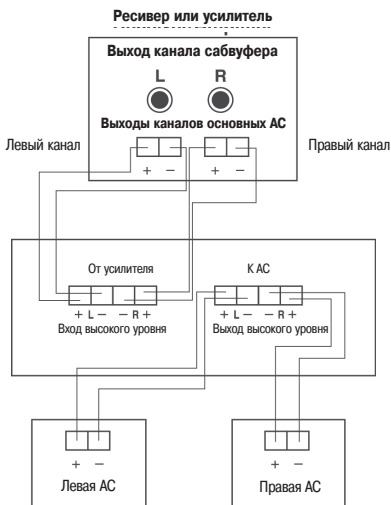 Ресивер или усилитель
Выход канала сабвуфера
L R
Выходы каналов основных АС
Левый канал
Правый канал
+ − + −
От усилителя К АС
+ L − − R + + L − − R +
Вход высокого уровня Выход высокого уровня
+ − + −
Левая АС Правая АС